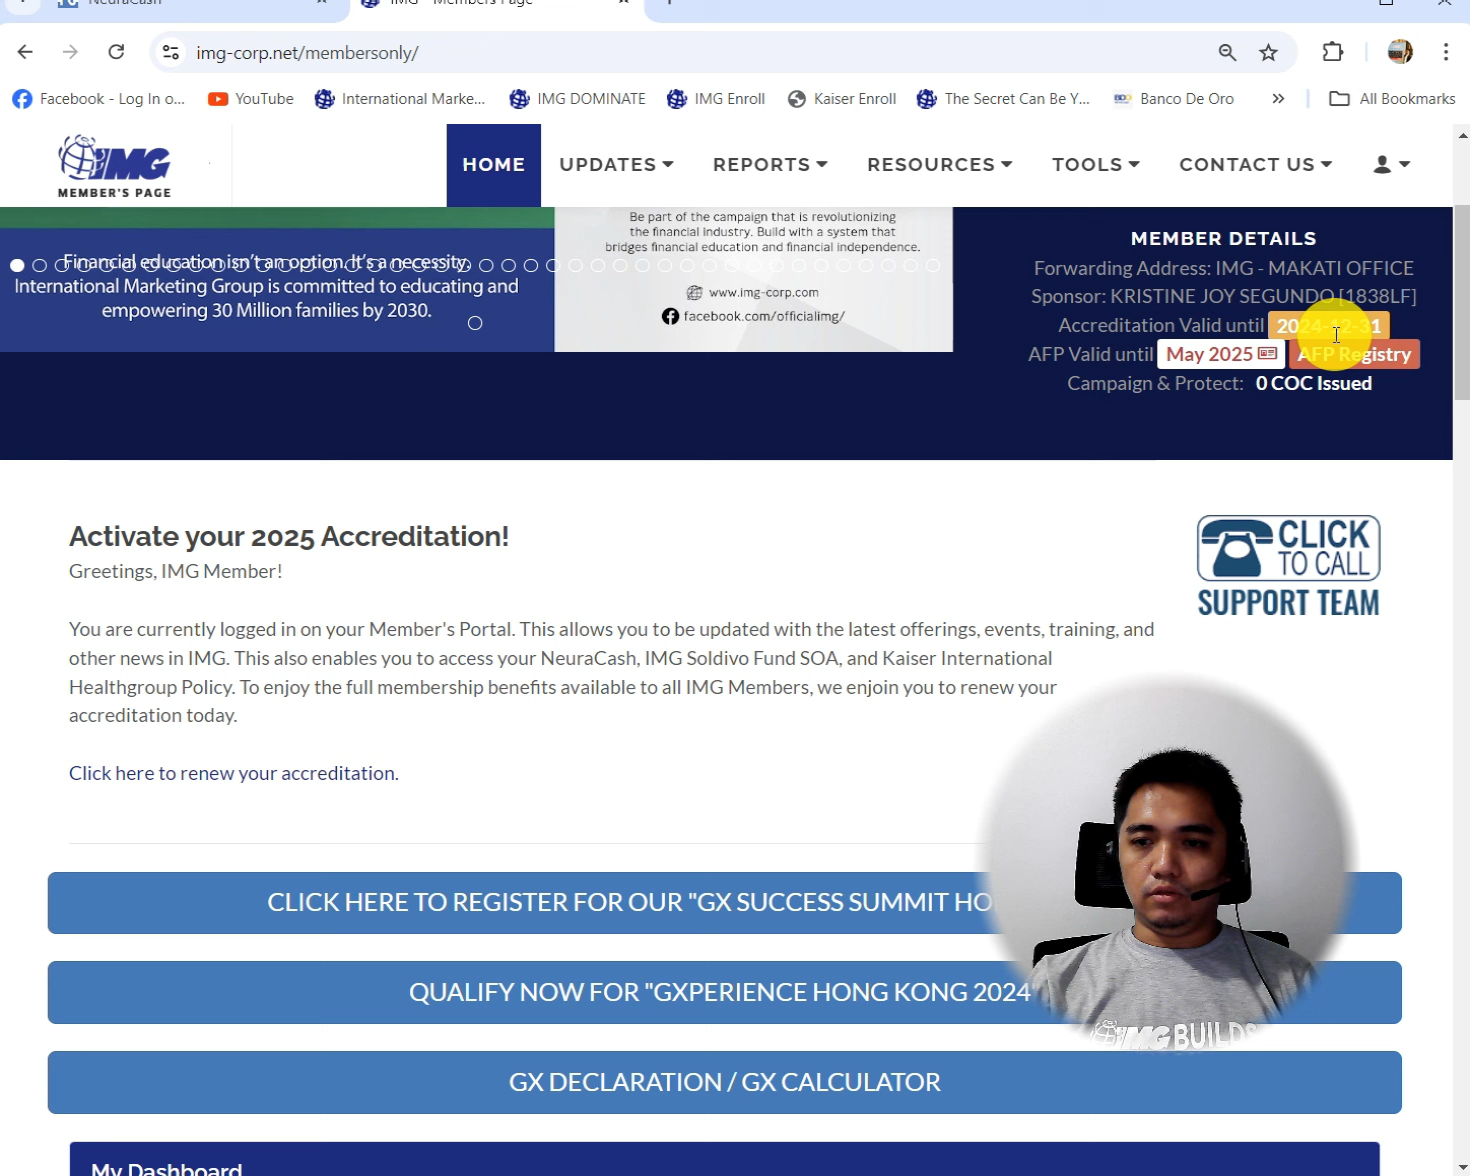 NeuraCash
IMG - Members Page
img-corp.net/membersonly/
Facebook - Log In o...
YouTube
International Marke...
IMG DOMINATE
IMG Enroll
Kaiser Enroll
The Secret Can Be Y...
BDO
Banco De Oro
All Bookmarks
IMG
MEMBER'S PAGE
HOME
UPDATES
REPORTS
RESOURCES
TOOLS
CONTACT US
Financial education isn't an option. It's a necessity.
International Marketing Group is committed to educating and
empowering 30 Million families by 2030.
Be part of the campaign that is revolutionizing
the financial industry. Build with a system that
bridges financial education and financial independence.
www.img-corp.com
facebook.com/officialimg/
MEMBER DETAILS
Forwarding Address: IMG - MAKATI OFFICE
Sponsor: KRISTINE JOY SEGUNDO [1838LF]
Accreditation Valid until 2024-12-31
AFP Valid until May 2025 AFP Registry
Campaign & Protect: 0 COC Issued
Activate your 2025 Accreditation!
Greetings, IMG Member!
You are currently logged in on your Member's Portal. This allows you to be updated with the latest offerings, events, training, and
other news in IMG. This also enables you to access your NeuraCash, IMG Soldivo Fund SOA, and Kaiser International
Healthgroup Policy. To enjoy the full membership benefits available to all IMG Members, we enjoin you to renew your
accreditation today.
Click here to renew your accreditation.
CLICK
TO CALL
SUPPORT TEAM
CLICK HERE TO REGISTER FOR OUR "GX SUCCESS SUMMIT HO
QUALIFY NOW FOR "GXPERIENCE HONG KONG 2024"
IMG BUILDS
GX DECLARATION / GX CALCULATOR
My Dashboard